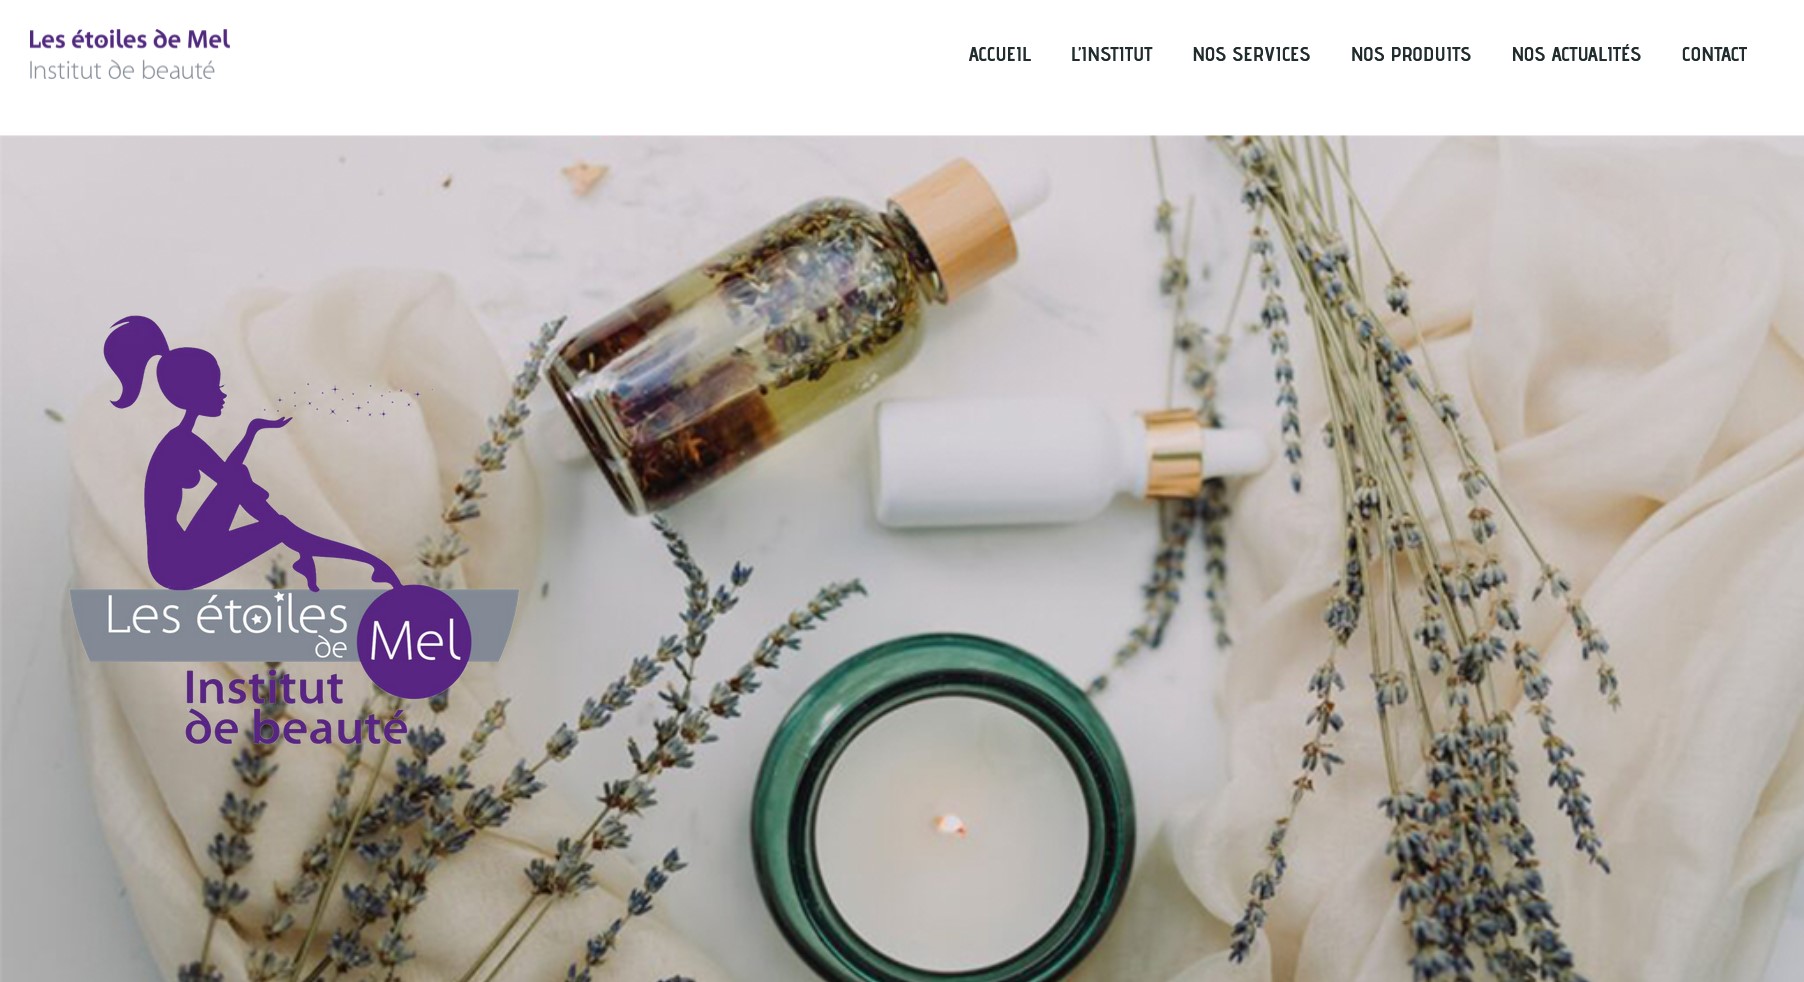 Les étoiles de Mel
Institut de beauté
ACCUEIL L'INSTITUT NOS SERVICES NOS PRODUITS NOS ACTUALITÉS CONTACT
Les étoiles
de
Mel
Institut
de beauté